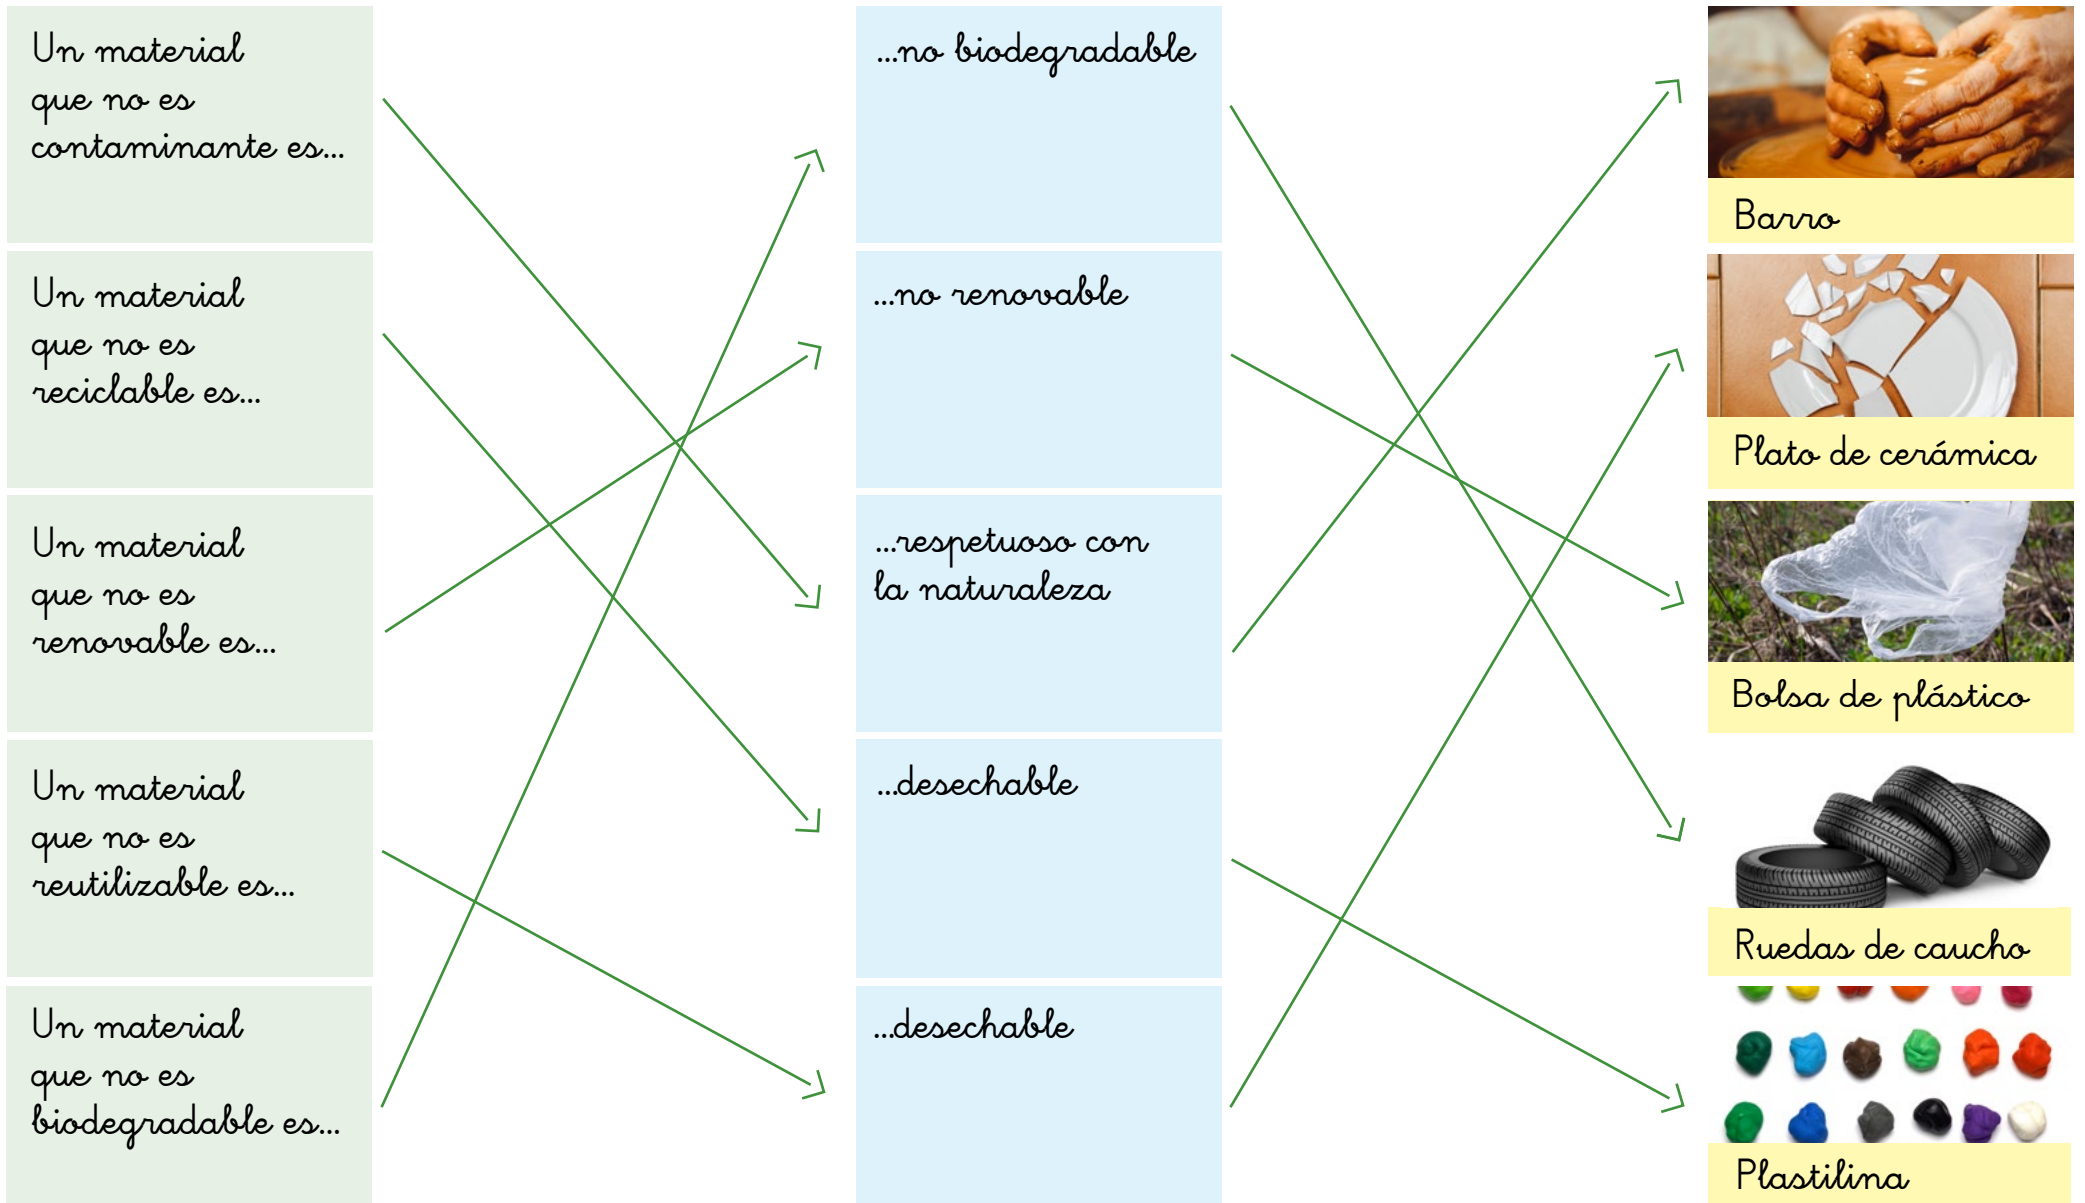 Un material
que no es
contaminante es...
...no biodegradable
Barro
Un material
que no es
reciclable es...
...no renovable
Plato de cerámica
Un material
que no es
renovable es...
...respetuoso con
la naturaleza
Bolsa de plástico
Un material
que no es
reutilizable es...
...desechable
Ruedas de caucho
Un material
que no es
biodegradable es...
...desechable
Plastilina